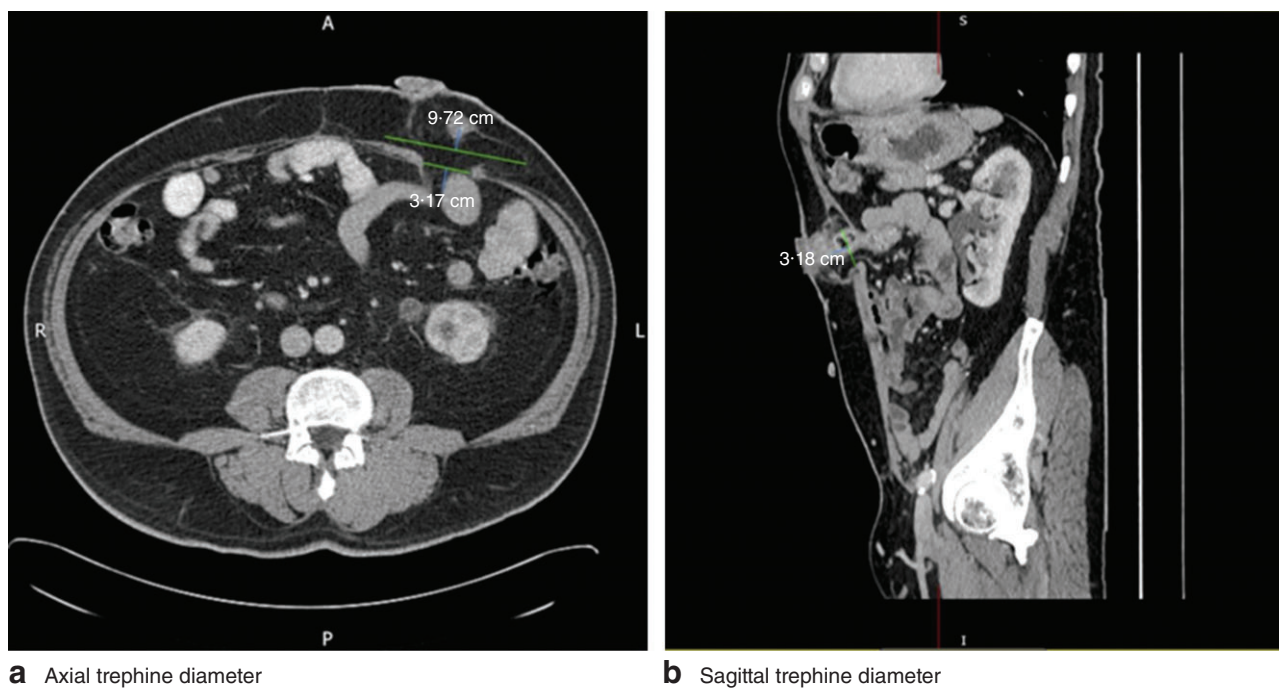 A
S
9·72 cm
3·17 cm
3·18 cm
R
L
P
I
a Axial trephine diameter
b Sagittal trephine diameter